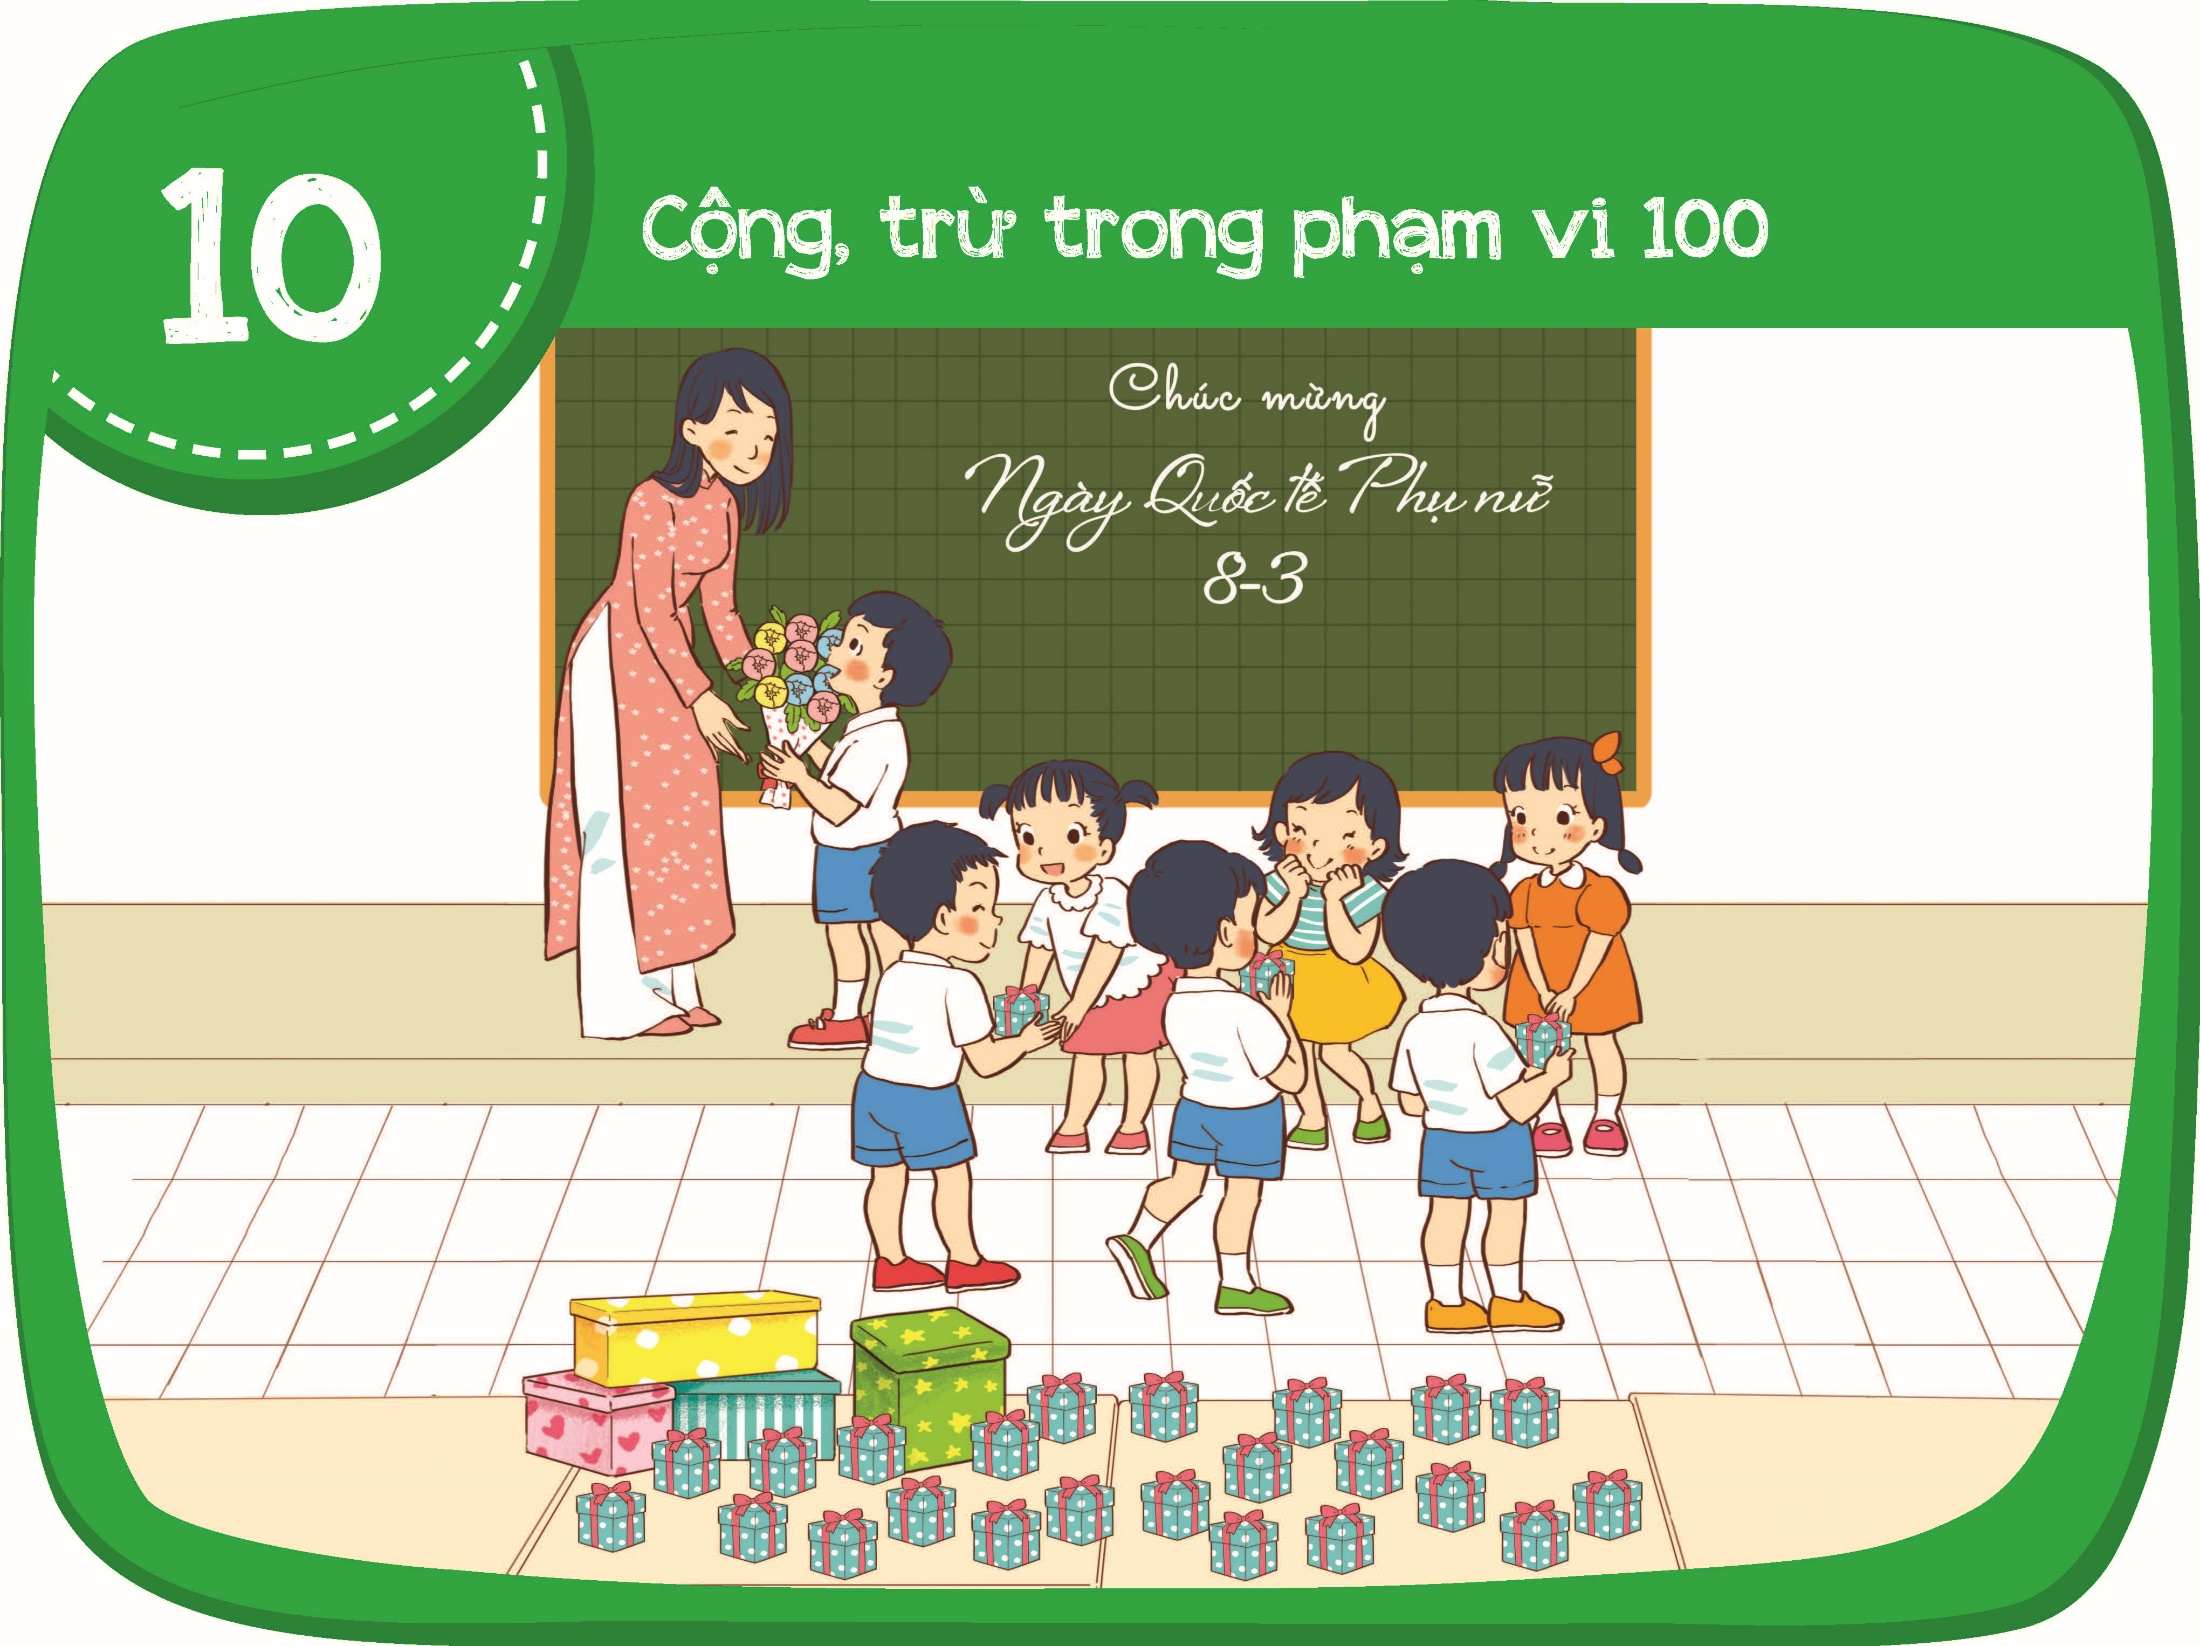 10
Cộng, trừ trong phạm vi 100
Chúc mừng
Ngày Quốc tế Phụ nữ
8-3